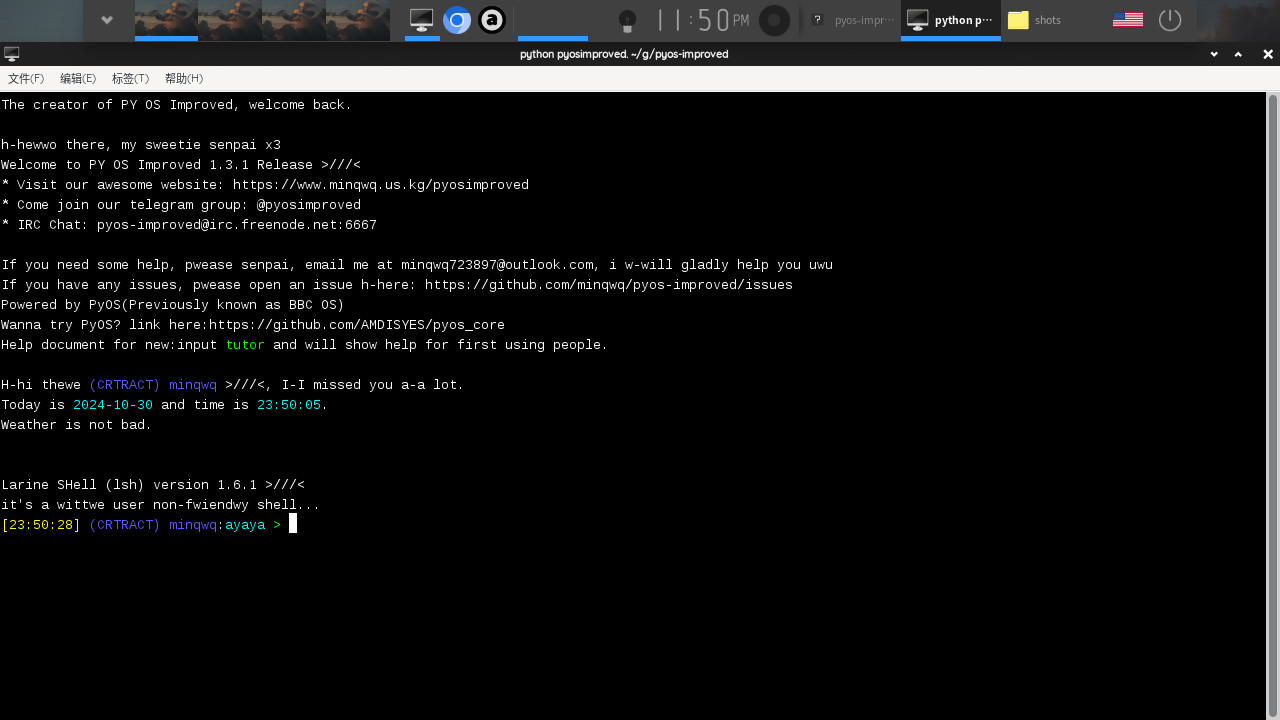 11:50 PM
pyos-impr...
python p...
shots
python pyosimproved. ~/g/pyos-improved
文件(F) 编辑(E) 标签(T) 帮助(H)
The creator of PY OS Improved, welcome back.
h-hewwo there, my sweetie senpai x3
Welcome to PY OS Improved 1.3.1 Release >///<
* Visit our awesome website: https://www.minqwq.us.kg/pyosimproved
* Come join our telegram group: @pyosimproved
* IRC Chat: pyos-improved@irc.freenode.net:6667
If you need some help, pwease senpai, email me at minqwq723897@outlook.com, i w-will gladly help you uwu
If you have any issues, pwease open an issue h-here: https://github.com/minqwq/pyos-improved/issues
Powered by PyOS(Previously known as BBC OS)
Wanna try PyOS? link here:https://github.com/AMDISYES/pyos_core
Help document for new:input tutor and will show help for first using people.
H-hi thewe (CRTRACT) minqwq >///<, I-I missed you a-a lot.
Today is 2024-10-30 and time is 23:50:05.
Weather is not bad.
Larine SHell (lsh) version 1.6.1 >///<
it's a wittwe user non-fwiendwy shell...
[23:50:28] (CRTRACT) minqwq:ayaya >